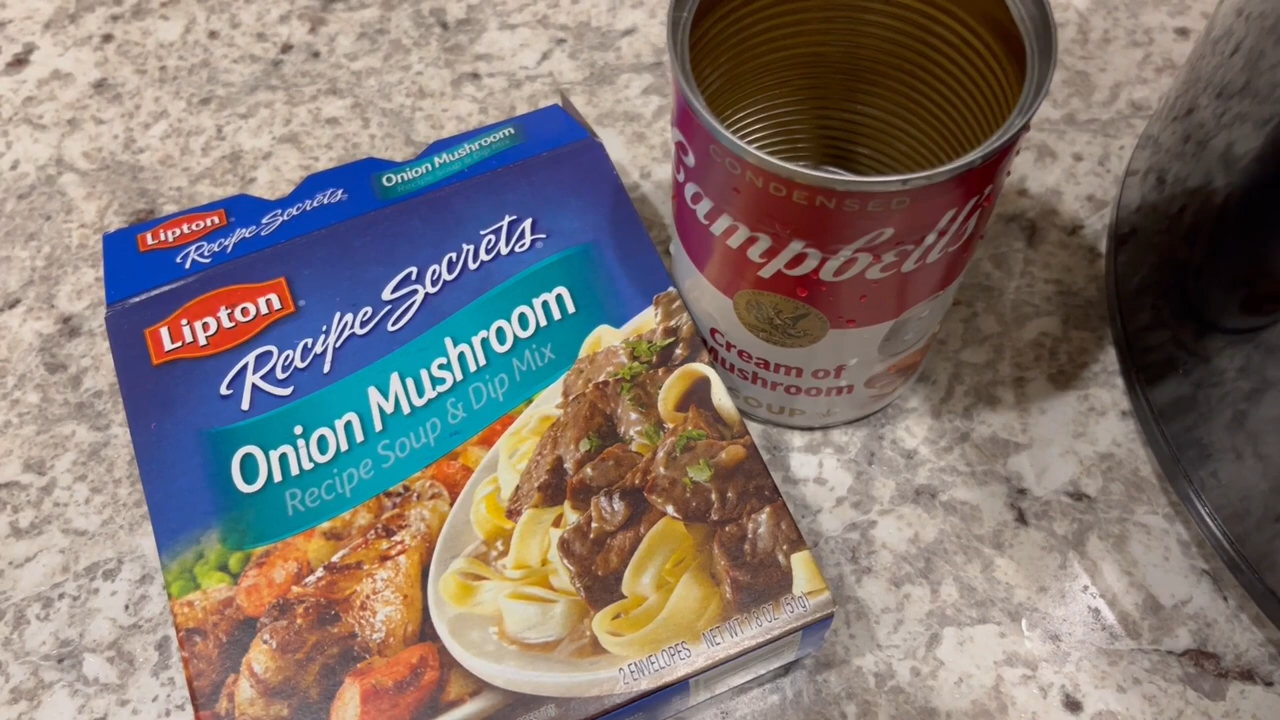 Lipton
Recipe Secrets
Onion Mushroom
Recipe Soup & Dip Mix
Lipton
Recipe Secrets
Onion Mushroom
Recipe Soup & Dip Mix
2 ENVELOPES NET WT 1.8 OZ (51g)
CONDENSED
Campbell's
Cream of
Mushroom
SOUP